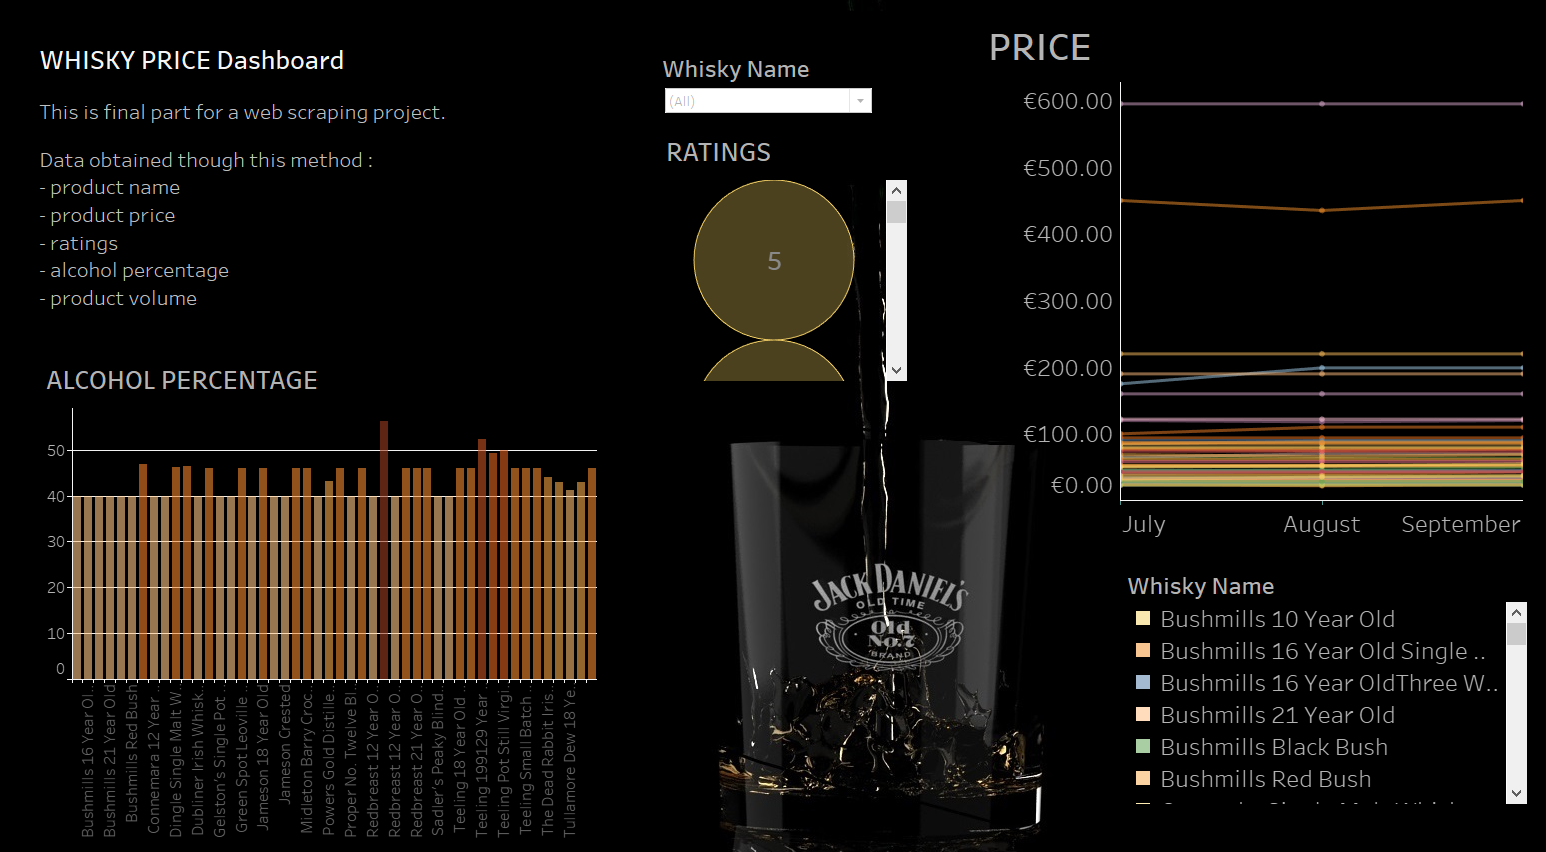 WHISKY PRICE Dashboard
This is final part for a web scraping project.
Data obtained though this method :
- product name
- product price
- ratings
- alcohol percentage
- product volume
ALCOHOL PERCENTAGE
50
40
30
20
10
0
Bushmills 16 Year Ol..
Bushmills 21 Year Old
Bushmills Red Bush
Connemara 12 Year ..
Dingle Single Malt W..
Dubliner Irish Whisk..
Gelston's Single Pot ..
Green Spot Leoville ..
Jameson 18 Year Old
Jameson Crested
Midleton Barry Croc..
Powers Gold Distille..
Proper No. Twelve Bl..
Redbreast 12 Year O..
Redbreast 12 Year O..
Redbreast 21 Year O..
Sadler's Peaky Blind..
Teeling 18 Year Old ..
Teeling 199129 Year ..
Teeling Pot Still Virgi..
Teeling Small Batch ..
The Dead Rabbit Iris..
Tullamore Dew 18 Ye..
Whisky Name
(All)
RATINGS
5
JACK DANIEL'S
OLD TIME
Old
No.7
BRAND
PRICE
€600.00
€500.00
€400.00
€300.00
€200.00
€100.00
€0.00
July August September
Whisky Name
Bushmills 10 Year Old
Bushmills 16 Year Old Single ..
Bushmills 16 Year OldThree W..
Bushmills 21 Year Old
Bushmills Black Bush
Bushmills Red Bush